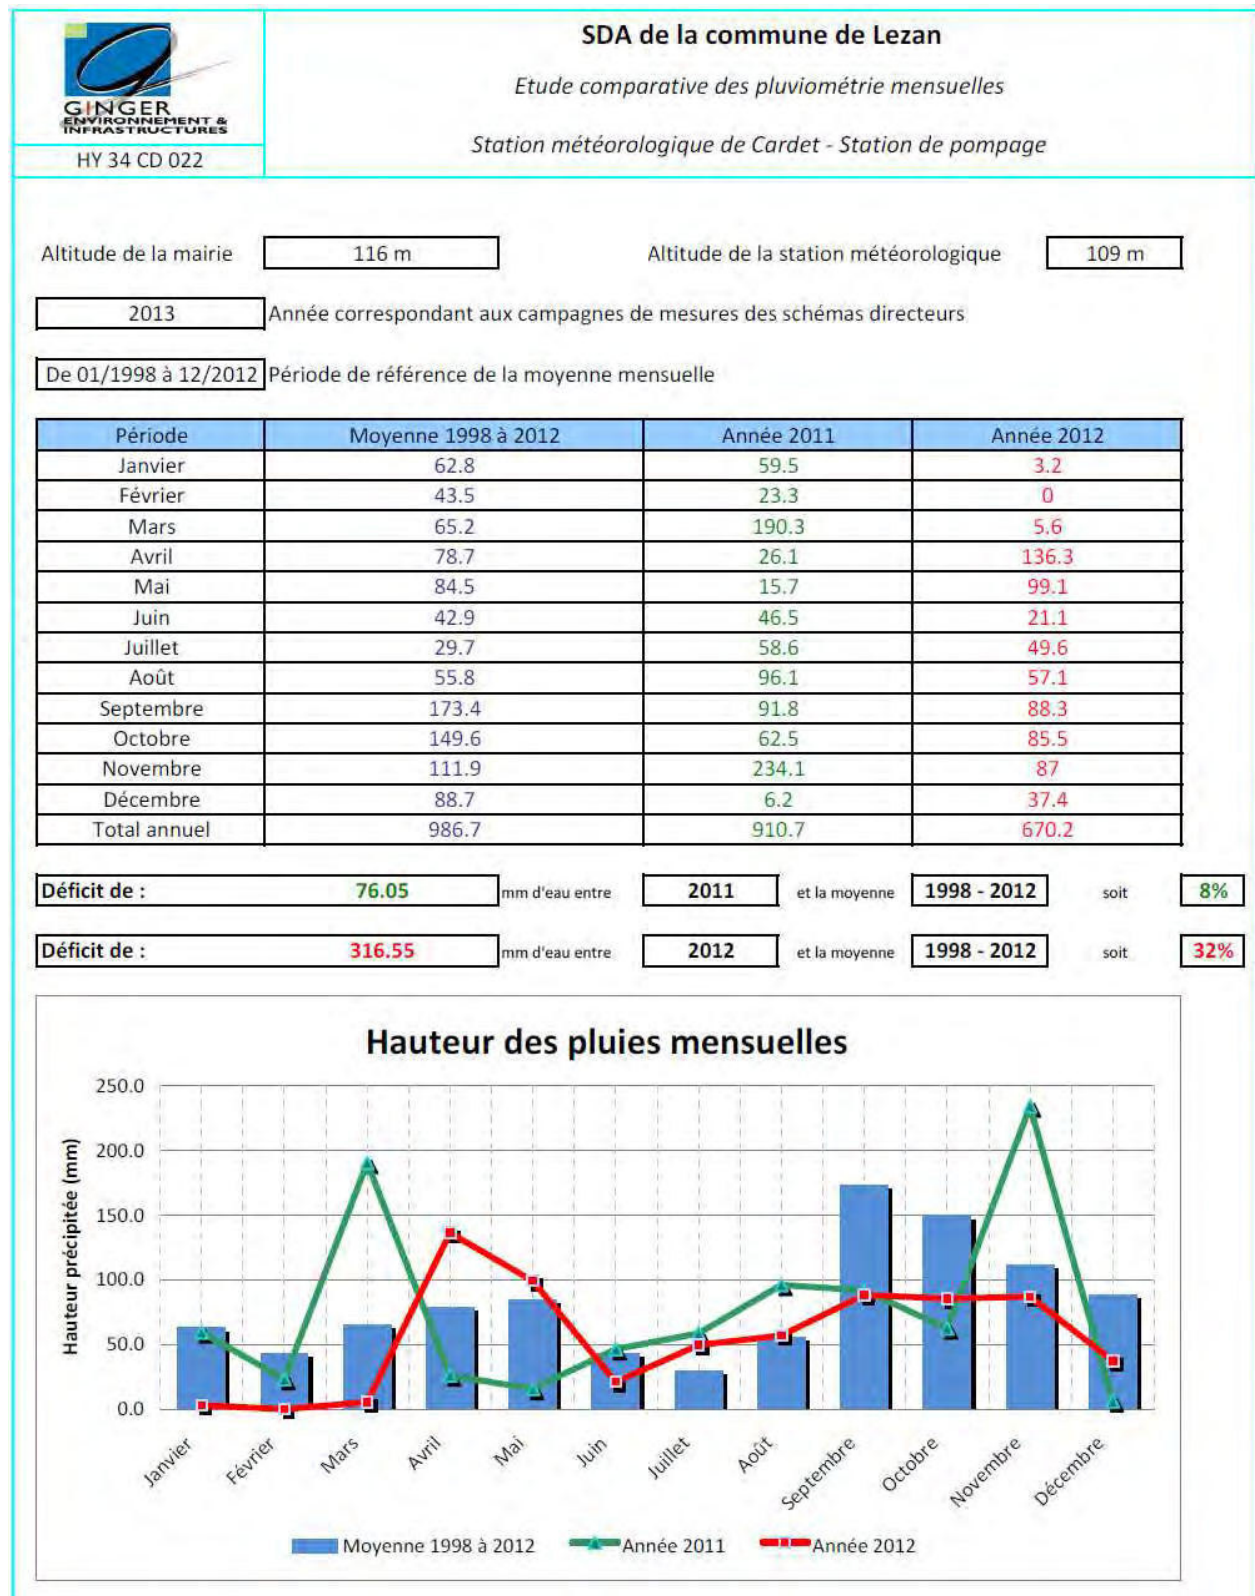 GINGER
ENVIRONNEMENT &
INFRASTRUCTURES
HY 34 CD 022
SDA de la commune de Lezan
Etude comparative des pluviométrie mensuelles
Station météorologique de Cardet - Station de pompage
Altitude de la mairie 116 m Altitude de la station météorologique 109 m
2013 Année correspondant aux campagnes de mesures des schémas directeurs
De 01/1998 à 12/2012 Période de référence de la moyenne mensuelle
Période Moyenne 1998 à 2012 Année 2011 Année 2012
Janvier 62.8 59.5 3.2
Février 43.5 23.3 0
Mars 65.2 190.3 5.6
Avril 78.7 26.1 136.3
Mai 84.5 15.7 99.1
Juin 42.9 46.5 21.1
Juillet 29.7 58.6 49.6
Août 55.8 96.1 57.1
Septembre 173.4 91.8 88.3
Octobre 149.6 62.5 85.5
Novembre 111.9 234.1 87
Décembre 88.7 6.2 37.4
Total annuel 986.7 910.7 670.2
Déficit de : 76.05 mm d'eau entre 2011 et la moyenne 1998 - 2012 soit 8%
Déficit de : 316.55 mm d'eau entre 2012 et la moyenne 1998 - 2012 soit 32%
Hauteur des pluies mensuelles
Hauteur précipitée (mm)
250.0
200.0
150.0
100.0
50.0
0.0
Janvier Février Mars Avril Mai Juin Juillet Août Septembre Octobre Novembre Décembre
Moyenne 1998 à 2012 Année 2011 Année 2012